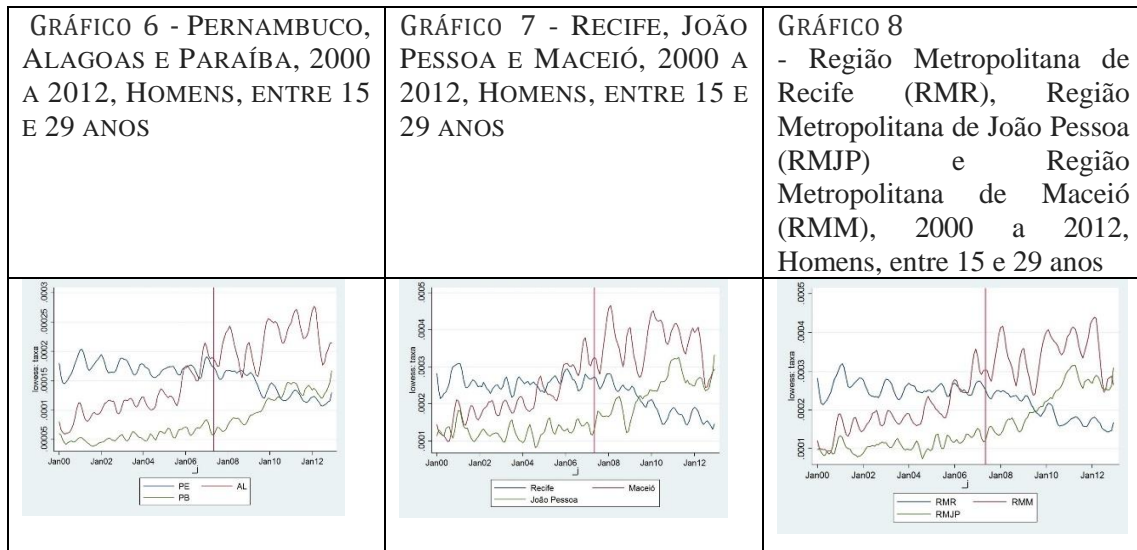 GRÁFICO 6 - PERNAMBUCO,
ALAGOAS E PARAÍBA, 2000
A 2012, HOMENS, ENTRE 15
E 29 ANOS
GRÁFICO 7 - RECIFE, JOÃO
PESSOA E MACEIÓ, 2000 A
2012, HOMENS, ENTRE 15 E
29 ANOS
GRÁFICO 8
- Região Metropolitana de
Recife (RMR), Região
Metropolitana de João Pessoa
(RMJP) e Região
Metropolitana de Maceió
(RMM), 2000 a 2012,
Homens, entre 15 e 29 anos
lowess: taxa
.00005 .0001 .00015 .0002 .00025 .0003
Jan00 Jan02 Jan04 Jan06 Jan08 Jan10 Jan12
PE AL
PB
lowess: taxa
.0001 .0002 .0003 .0004 .0005
Jan00 Jan02 Jan04 Jan06 Jan08 Jan10 Jan12
Recife Maceió
João Pessoa
lowess: taxa
.0001 .0002 .0003 .0004 .0005
Jan00 Jan02 Jan04 Jan06 Jan08 Jan10 Jan12
RMR RMM
RMJP